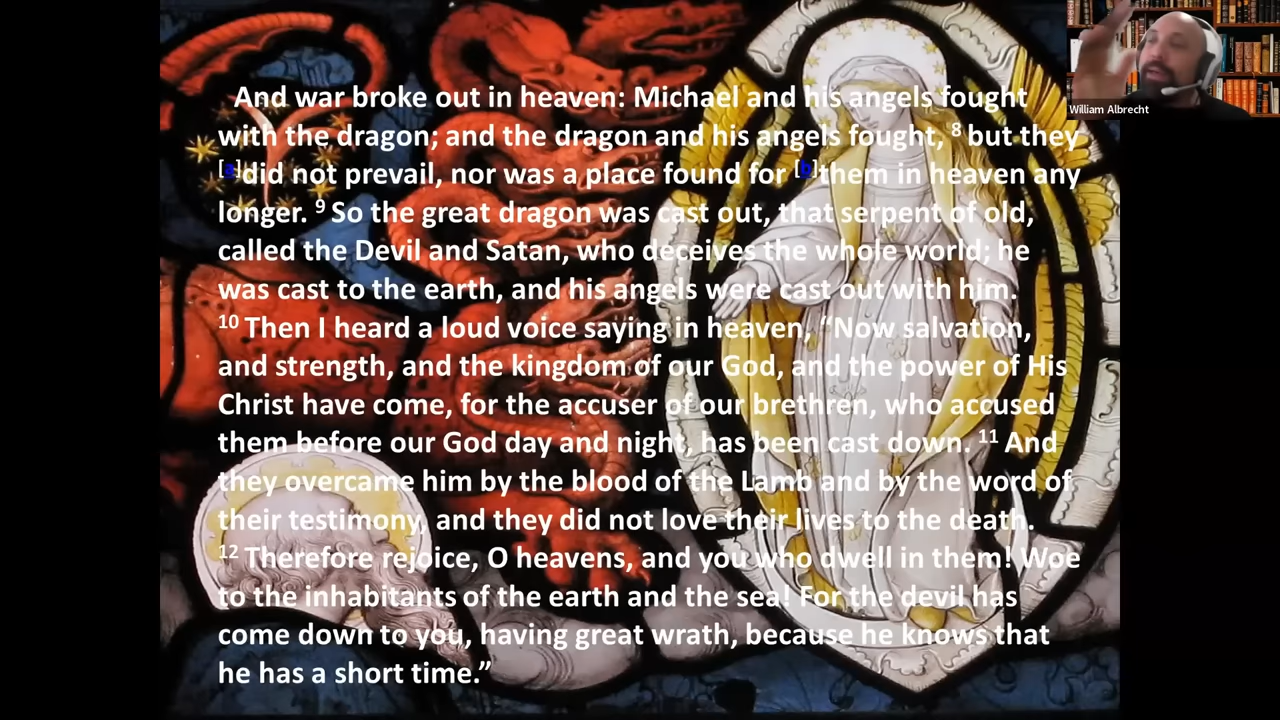 And war broke out in heaven: Michael and his angels fought
with the dragon; and the dragon and his angels fought, 8 but they
[a]did not prevail, nor was a place found for [b]them in heaven any
longer. 9 So the great dragon was cast out, that serpent of old,
called the Devil and Satan, who deceives the whole world; he
was cast to the earth, and his angels were cast out with him.
10 Then I heard a loud voice saying in heaven, “Now salvation,
and strength, and the kingdom of our God, and the power of His
Christ have come, for the accuser of our brethren, who accused
them before our God day and night, has been cast down. 11 And
they overcame him by the blood of the Lamb and by the word of
their testimony, and they did not love their lives to the death.
12 Therefore rejoice, O heavens, and you who dwell in them! Woe
to the inhabitants of the earth and the sea! For the devil has
come down to you, having great wrath, because he knows that
he has a short time.”
William Albrecht